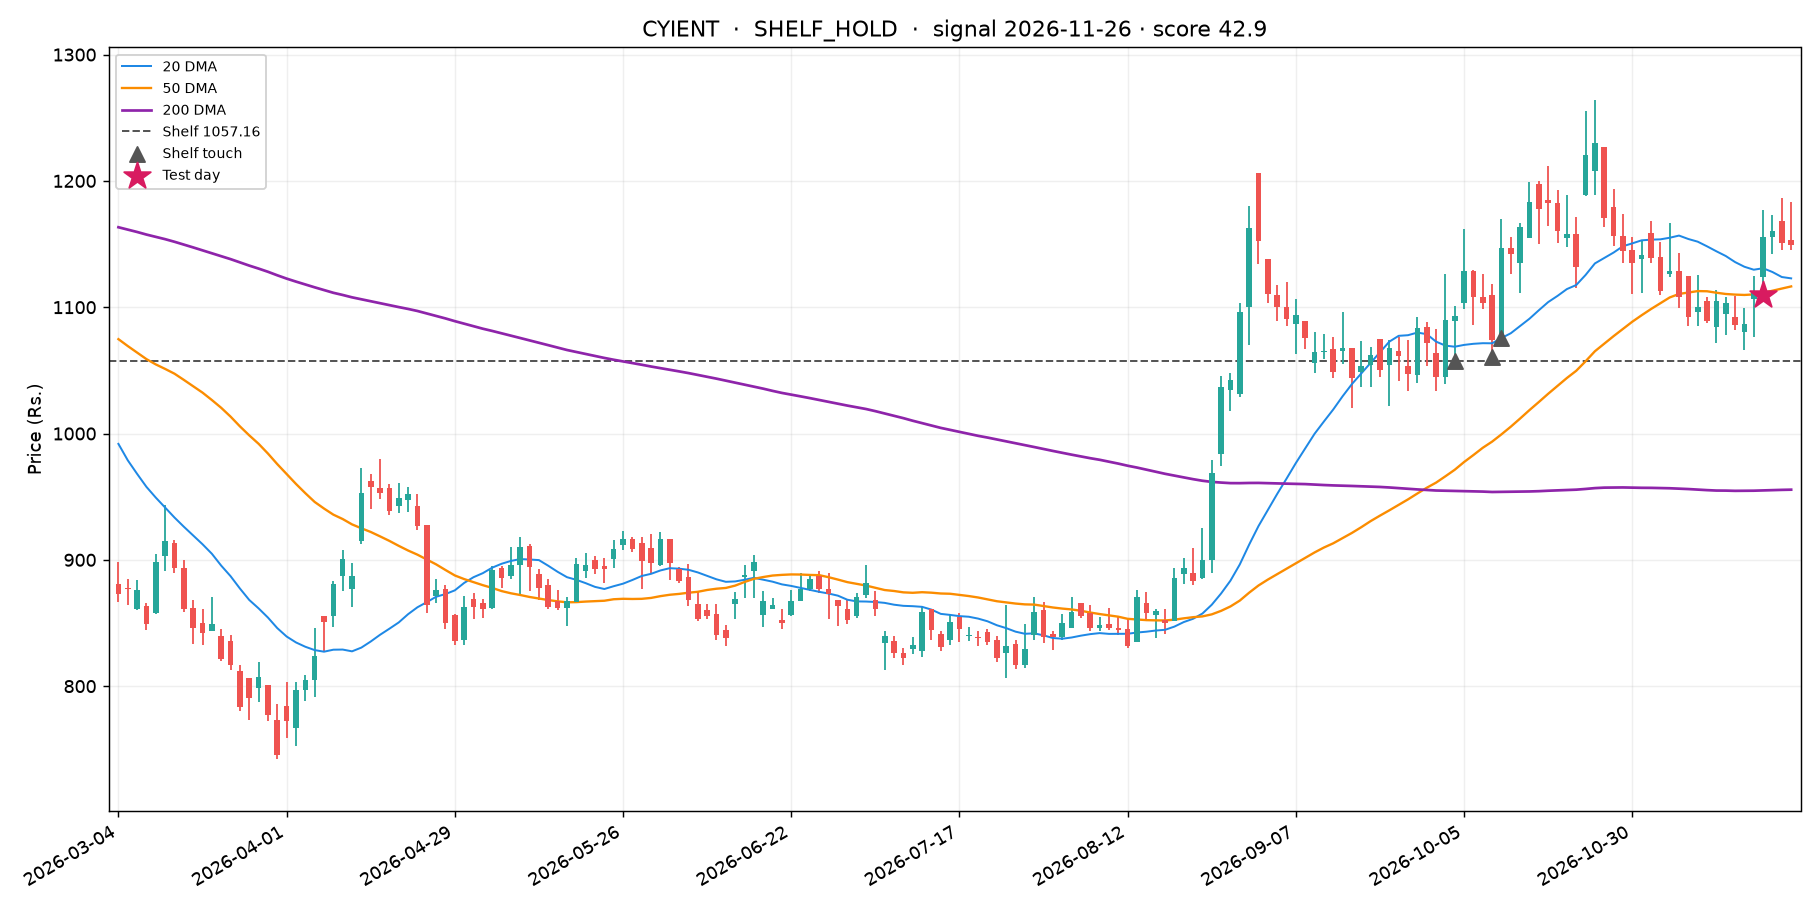 CYIENT · SHELF_HOLD · signal 2026-11-26 · score 42.9
20 DMA
50 DMA
200 DMA
Shelf 1057.16
Shelf touch
Test day
Price (Rs.)
1300
1200
1100
1000
900
800
2026-03-04
2026-04-01
2026-04-29
2026-05-26
2026-06-22
2026-07-17
2026-08-12
2026-09-07
2026-10-05
2026-10-30